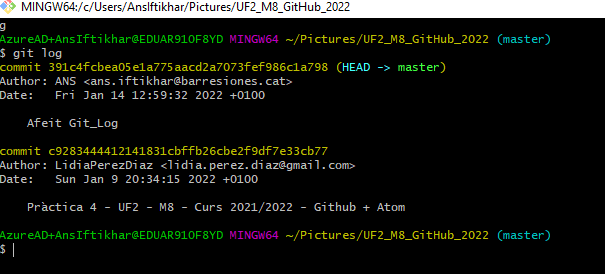 MINGW64:/c/Users/AnsIftikhar/Pictures/UF2_M8_GitHub_2022
g
AzureAD+AnsIftikhar@EDUAR91OF8YD MINGW64 ~/Pictures/UF2_M8_GitHub_2022 (master)
$ git log
commit 391c4fcbea05e1a775aacd2a7073fef986c1a798 (HEAD -> master)
Author: ANS <ans.iftikhar@barresiones.cat>
Date:   Fri Jan 14 12:59:32 2022 +0100
Afeit Git_Log
commit c9283444412141831cbffb26cbe2f9df7e33cb77
Author: LidiaPerezDiaz <lidia.perez.diaz@gmail.com>
Date:   Sun Jan 9 20:34:15 2022 +0100
Pràctica 4 - UF2 - M8 - Curs 2021/2022 - Github + Atom
AzureAD+AnsIftikhar@EDUAR91OF8YD MINGW64 ~/Pictures/UF2_M8_GitHub_2022 (master)
$